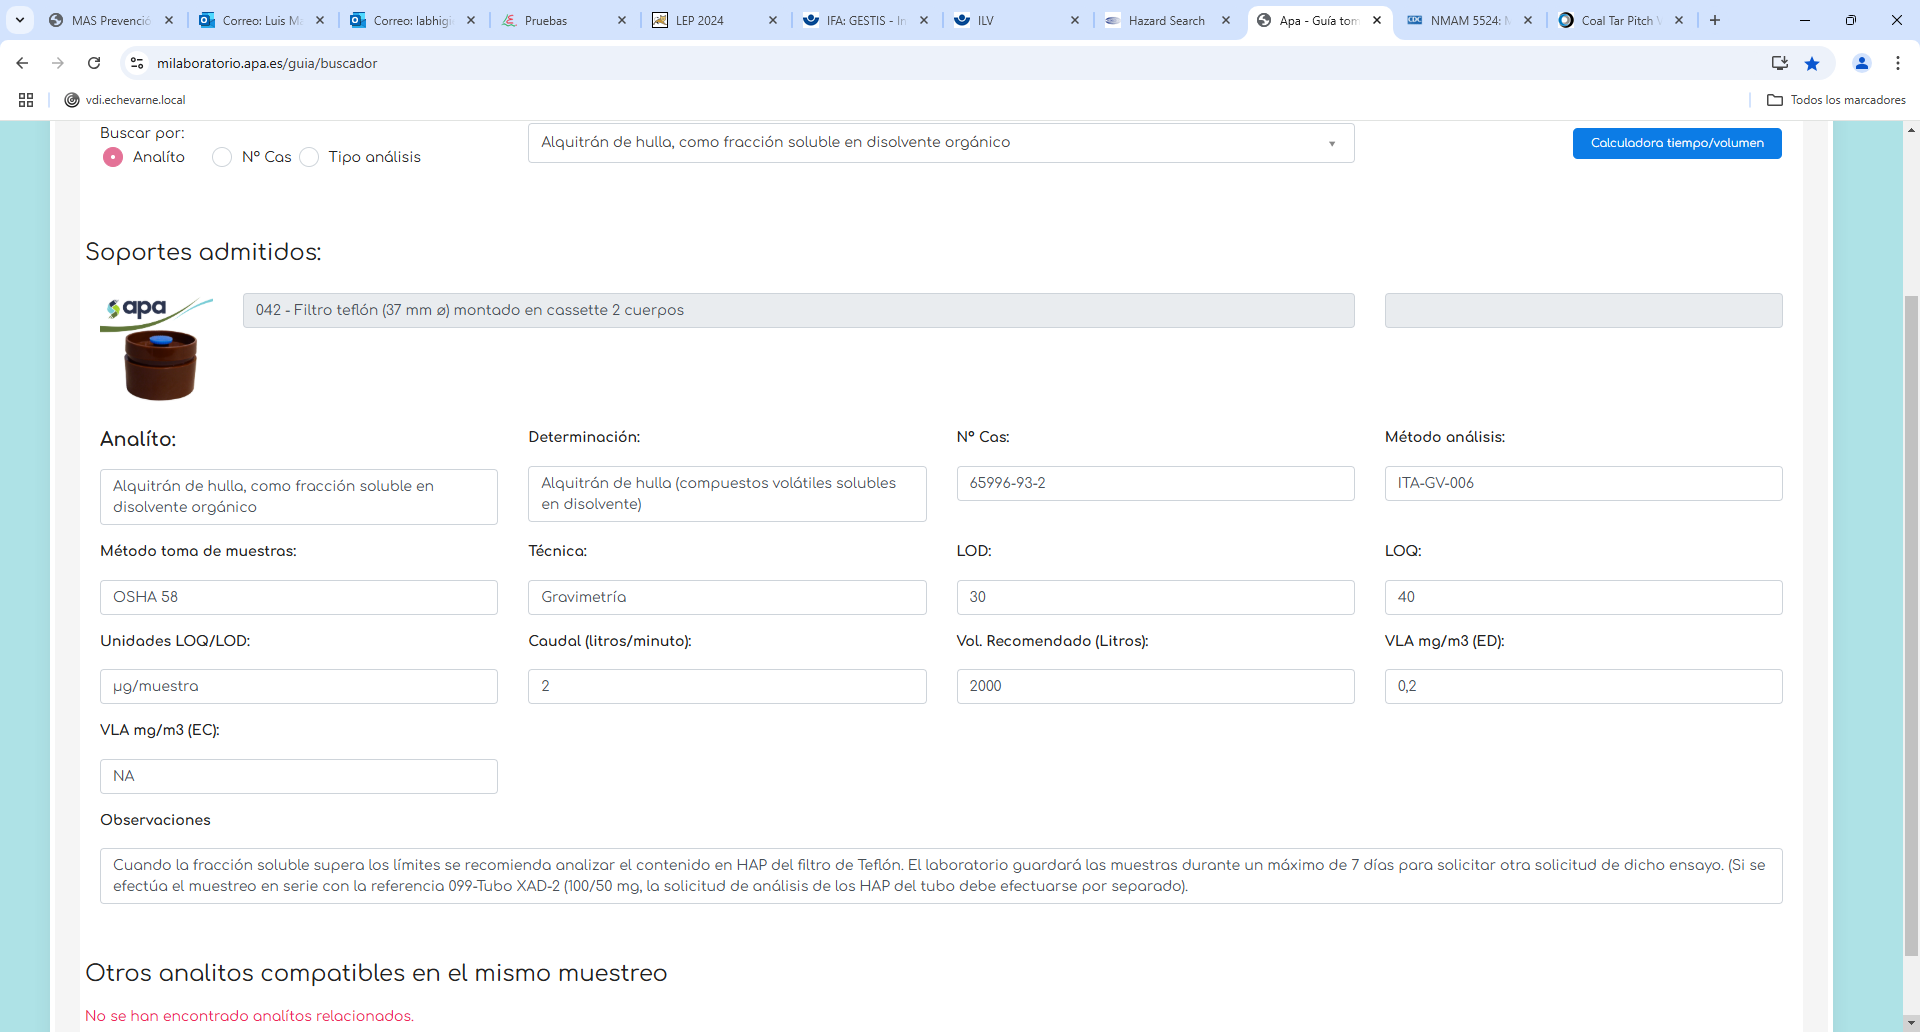 MAS Prevenció
Correo: Luis Ma
Correo: labhigi
Pruebas
LEP 2024
IFA: GESTIS - In
ILV
Hazard Search
Apa - Guía tom
NMAM 5524: M
Coal Tar Pitch V
milaboratorio.apa.es/guia/buscador
vdi.echevarne.local
Todos los marcadores
Buscar por:
Analíto
Nº Cas
Tipo análisis
Alquitrán de hulla, como fracción soluble en disolvente orgánico
Calculadora tiempo/volumen
Soportes admitidos:
apa
042 - Filtro teflón (37 mm ø) montado en cassette 2 cuerpos
Analíto:
Determinación:
Nº Cas:
Método análisis:
Alquitrán de hulla, como fracción soluble en
disolvente orgánico
Alquitrán de hulla (compuestos volátiles solubles
en disolvente)
65996-93-2
ITA-GV-006
Método toma de muestras:
Técnica:
LOD:
LOQ:
OSHA 58
Gravimetría
30
40
Unidades LOQ/LOD:
Caudal (litros/minuto):
Vol. Recomendado (Litros):
VLA mg/m3 (ED):
µg/muestra
2
2000
0,2
VLA mg/m3 (EC):
NA
Observaciones
Cuando la fracción soluble supera los límites se recomienda analizar el contenido en HAP del filtro de Teflón. El laboratorio guardará las muestras durante un máximo de 7 días para solicitar otra solicitud de dicho ensayo. (Si se
efectúa el muestreo en serie con la referencia 099-Tubo XAD-2 (100/50 mg, la solicitud de análisis de los HAP del tubo debe efectuarse por separado).
Otros analitos compatibles en el mismo muestreo
No se han encontrado analítos relacionados.